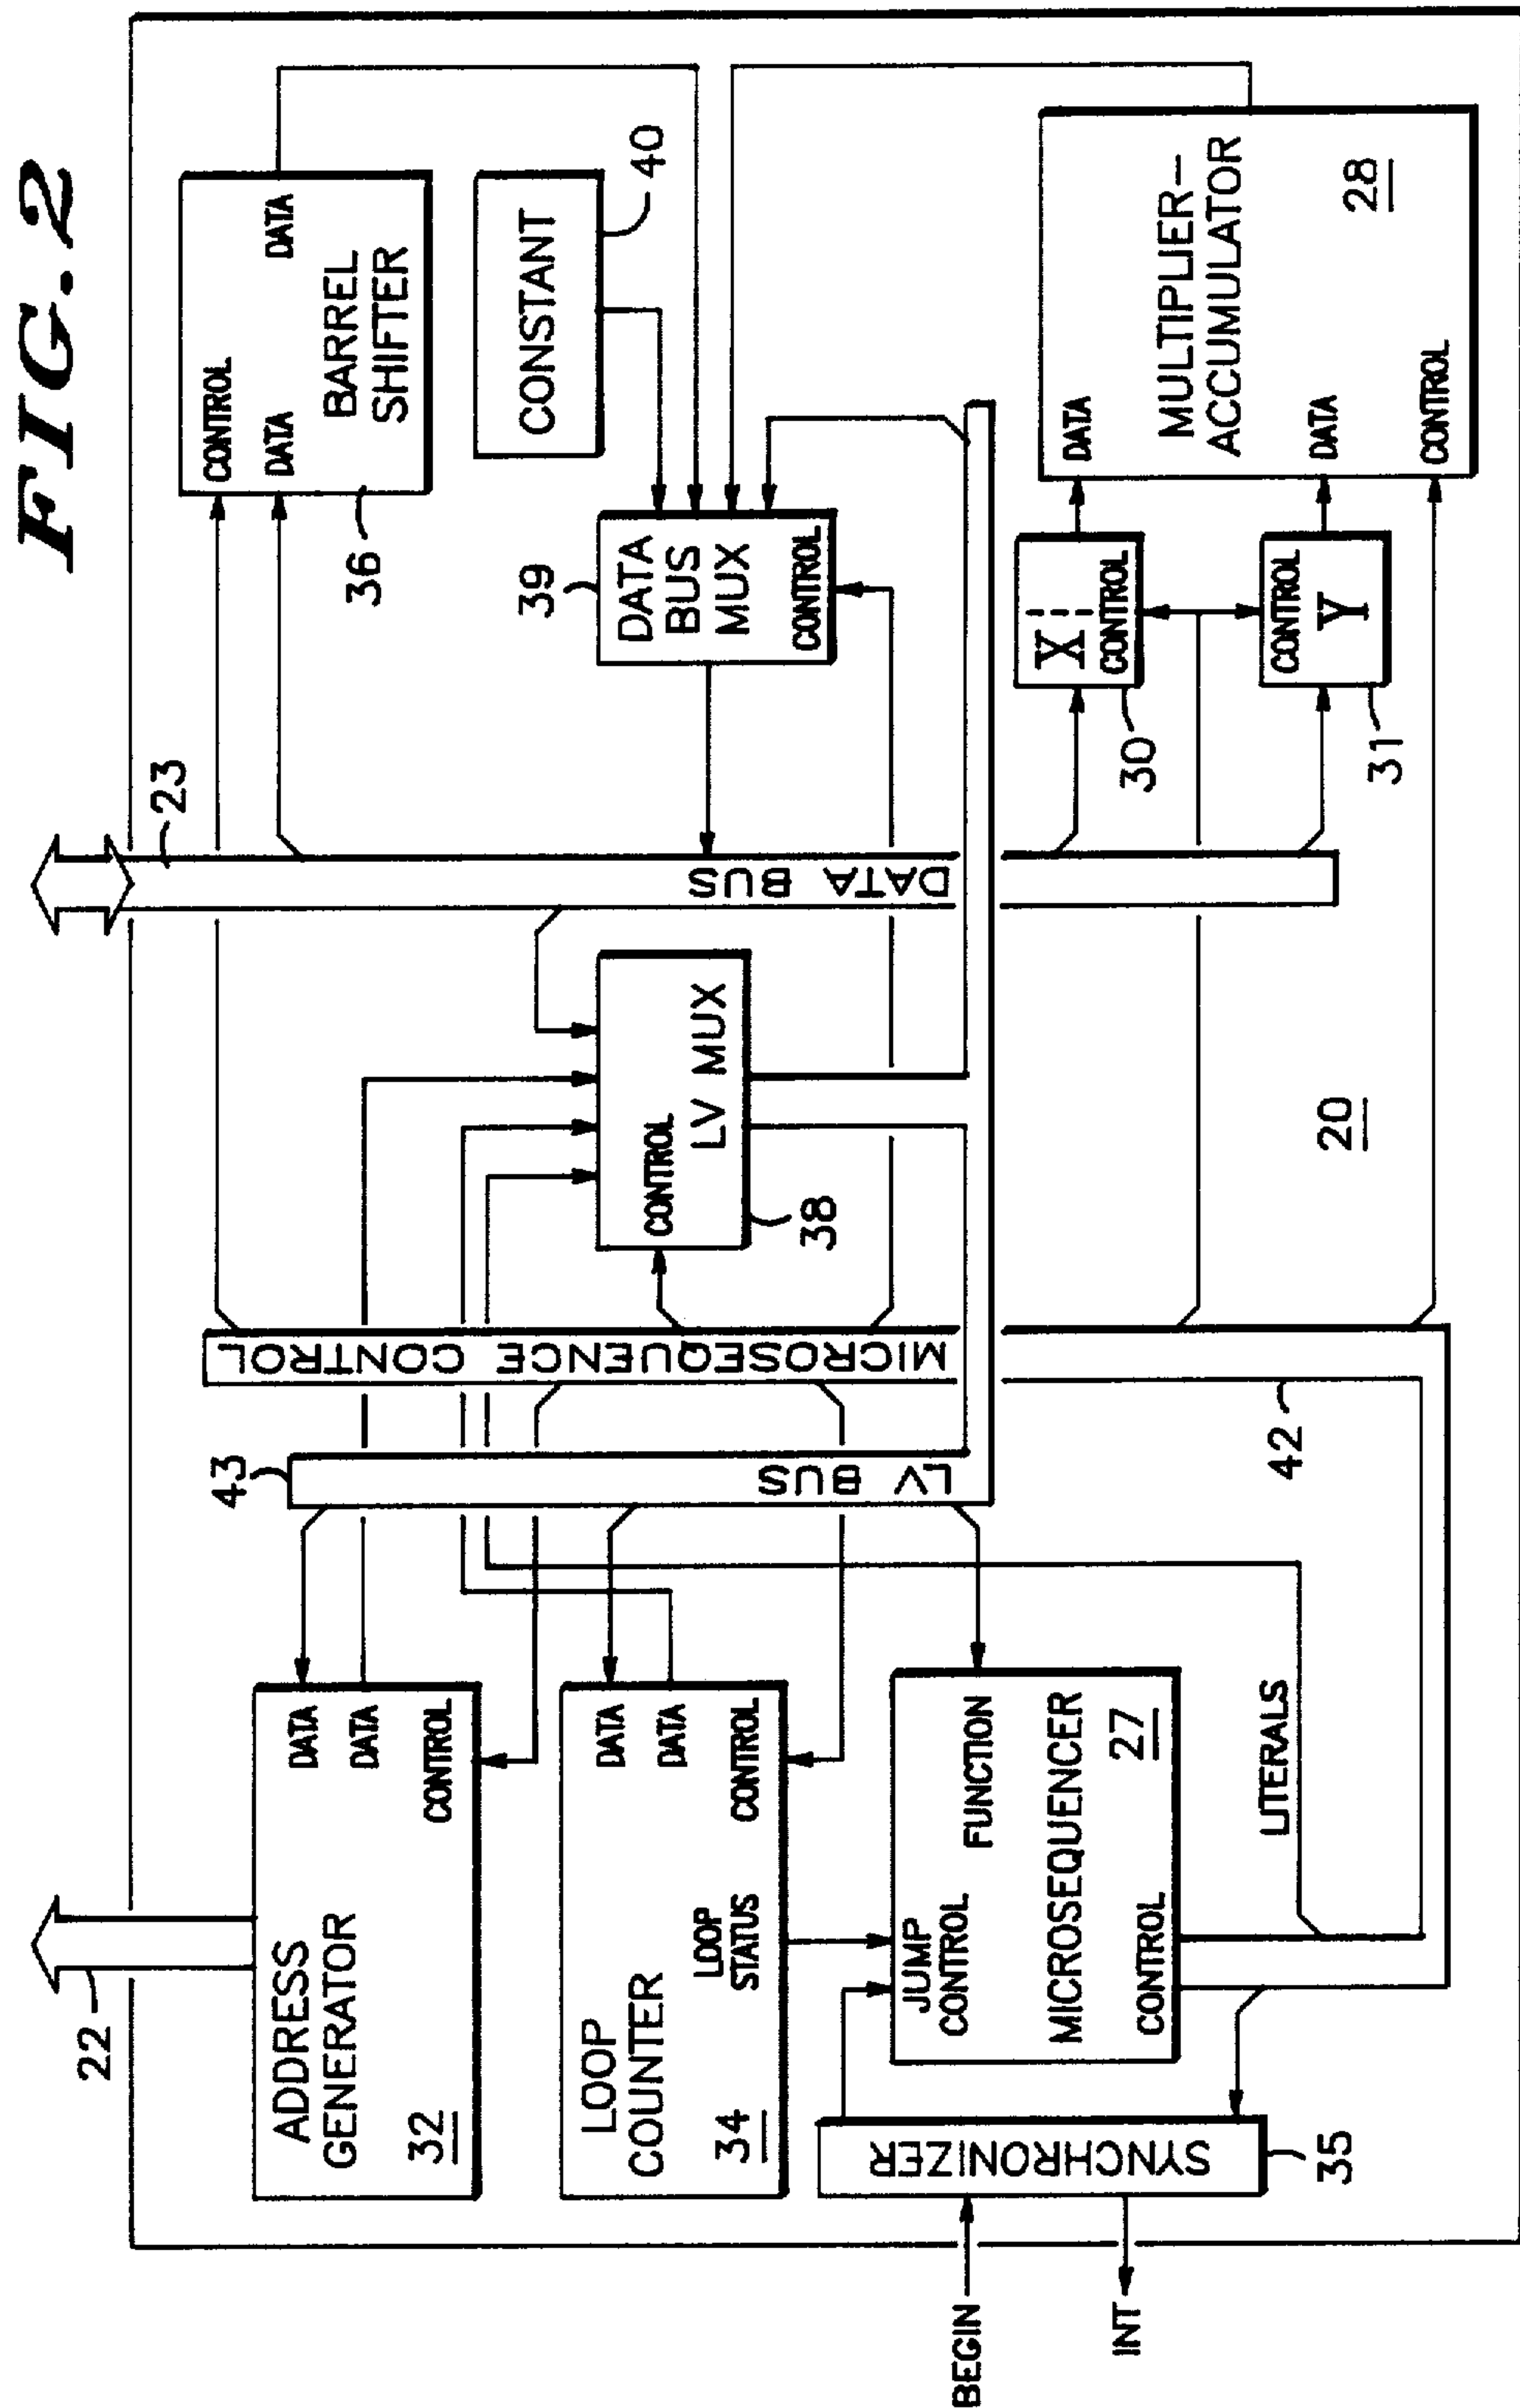 FIG. 2
22
23
ADDRESS
GENERATOR
32
DATA
DATA
CONTROL
43
LV BUS
MICROSEQUENCE CONTROL
CONTROL
LV MUX
38
DATA BUS
39
DATA
BUS
MUX
CONTROL
CONTROL
DATA
DATA
BARREL
SHIFTER
36
CONSTANT
40
LOOP
COUNTER
34
DATA
DATA
CONTROL
LOOP
STATUS
JUMP
CONTROL
FUNCTION
MICROSEQUENCER
27
CONTROL
LITERALS
42
20
BEGIN
INT
SYNCHRONIZER
35
X
CONTROL
30
CONTROL
Y
31
DATA
MULTIPLIER-
ACCUMULATOR
DATA
28
CONTROL